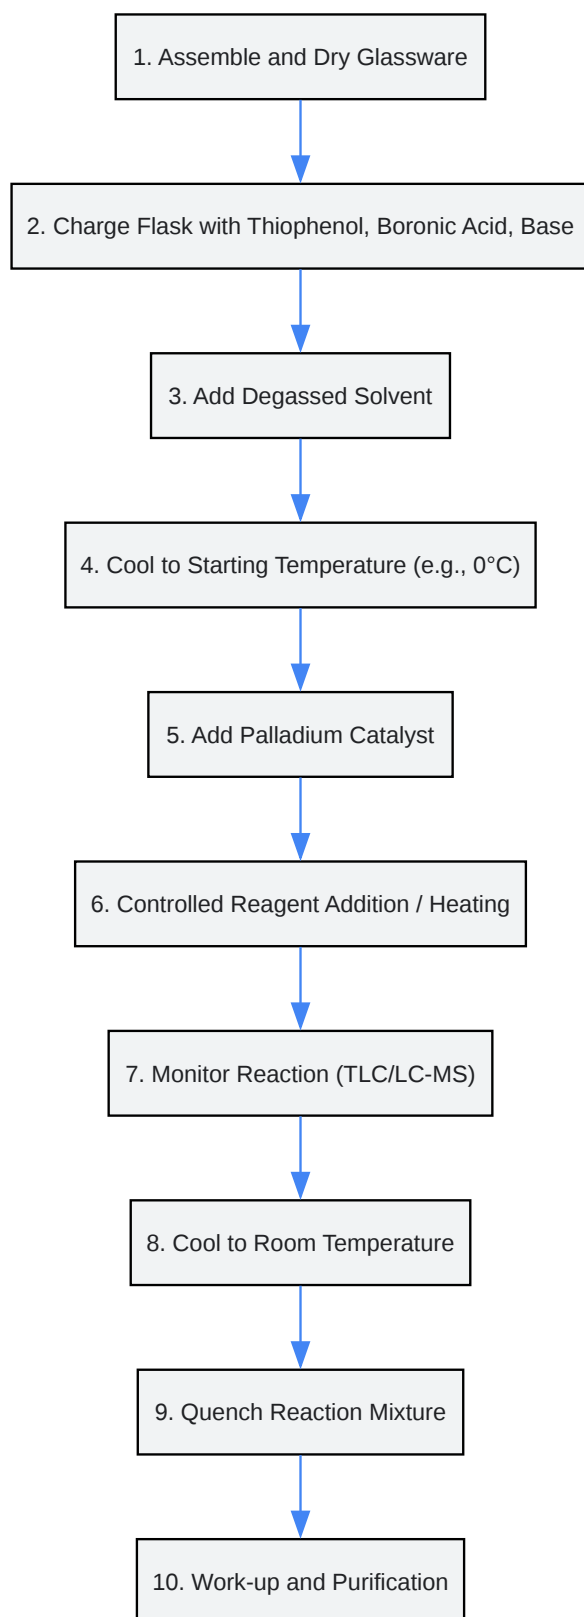 1. Assemble and Dry Glassware
2. Charge Flask with Thiophenol, Boronic Acid, Base
3. Add Degassed Solvent
4. Cool to Starting Temperature (e.g., 0°C)
5. Add Palladium Catalyst
6. Controlled Reagent Addition / Heating
7. Monitor Reaction (TLC/LC-MS)
8. Cool to Room Temperature
9. Quench Reaction Mixture
10. Work-up and Purification